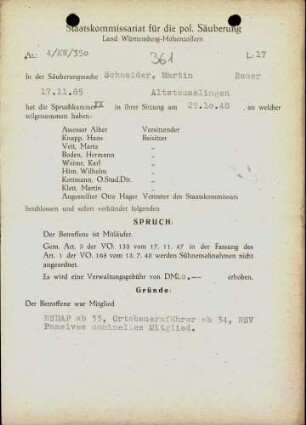 Staatskommissariat für die pol. Säuberung
Land Württemberg-Hohenzollern
Az.: 4/KW/350
361
L 17
In der Säuberungssache Schneider, Martin Bauer
17.11.85 Altsteusslingen
hat die Spruchkammer XX in ihrer Sitzung am 29.10.48, an welcher
teilgenommen haben:
Assessor Alber Vorsitzender
Knapp, Hans Beisitzer
Veit, Maria "
Boden, Hermann "
Weime, Karl "
Hirn, Wilhelm "
Kottmann, O.Stud.Dir. "
Klett, Martin "
Angestellter Otto Hager Vertreter des Staatskommissars
beschlossen und sofort verkündet folgenden
SPRUCH:
Der Betroffene ist Mitläufer.
Gem. Art. 2 der VO. 133 vom 17. 11. 47 in der Fassung des
Art. 1 der VO. 165 vom 13. 7. 48 werden Sühnemaßnahmen nicht
angeordnet.
Es wird eine Verwaltungsgebühr von DM 0.-- erhoben.
Gründe:
Der Betroffene war Mitglied
NSDAP ab 33, Ortsbauernführer ab 34, NSV
Passives nominelles Mitglied.